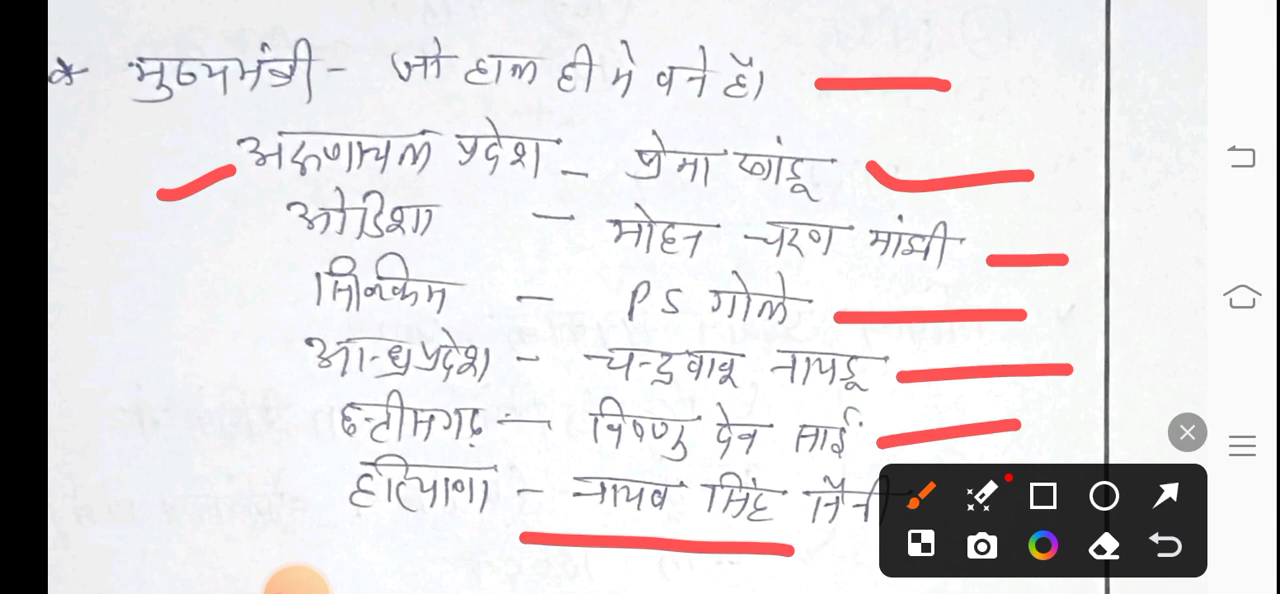 * मुख्यमंत्री - जो हाल ही मे बने हैं।
अरूणाचल प्रदेश - प्रेमा खांडू
ओडिशा - मोहन चरण मांझी
सिक्किम - PS गोले
आन्ध्रप्रदेश - चन्द्रबाबू नायडू
छत्तीसगढ़ - विष्णु देव साई
हरियाणा - नायब सिंह सैनी